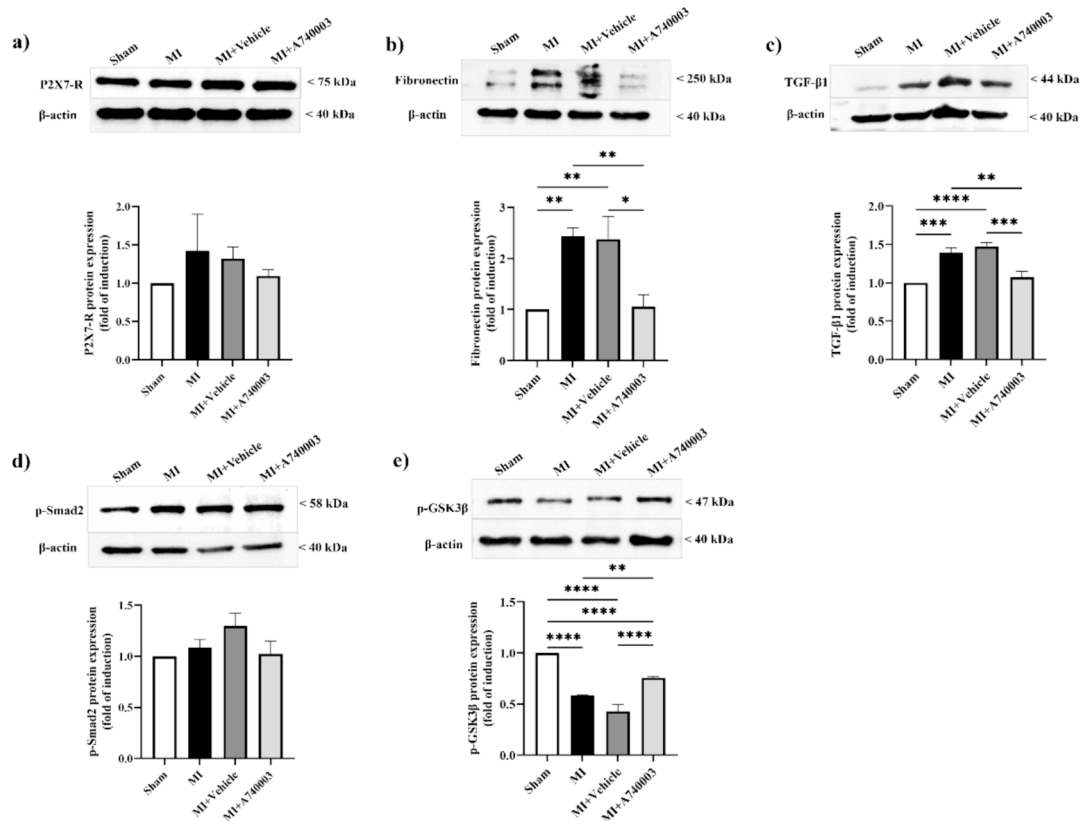 a)
Sham
MI
MI+Vehicle
MI+A740003
P2X7-R
< 75 kDa
β-actin
< 40 kDa
P2X7-R protein expression
(fold of induction)
2.0
1.5
1.0
0.5
0.0
Sham
MI
MI+Vehicle
MI+A740003
b)
Sham
MI
MI+Vehicle
MI+A740003
Fibronectin
< 250 kDa
β-actin
< 40 kDa
**
**
** *
Fibronectin protein expression
(fold of induction)
3
2
1
0
Sham
MI
MI+Vehicle
MI+A740003
c)
Sham
MI
MI+Vehicle
MI+A740003
TGF-β1
< 44 kDa
β-actin
< 40 kDa
**
****
*** ***
TGF-β1 protein expression
(fold of induction)
2.0
1.5
1.0
0.5
0.0
Sham
MI
MI+Vehicle
MI+A740003
d)
Sham
MI
MI+Vehicle
MI+A740003
p-Smad2
< 58 kDa
β-actin
< 40 kDa
p-Smad2 protein expression
(fold of induction)
1.5
1.0
0.5
0.0
Sham
MI
MI+Vehicle
MI+A740003
e)
Sham
MI
MI+Vehicle
MI+A740003
p-GSK3β
< 47 kDa
β-actin
< 40 kDa
**
****
****
**** ****
p-GSK3β protein expression
(fold of induction)
1.5
1.0
0.5
0.0
Sham
MI
MI+Vehicle
MI+A740003